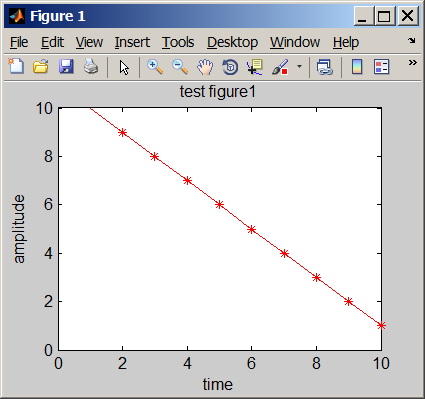 Figure 1
File Edit View Insert Tools Desktop Window Help
test figure1
10
8
6
4
2
0
amplitude
0 2 4 6 8 10
time